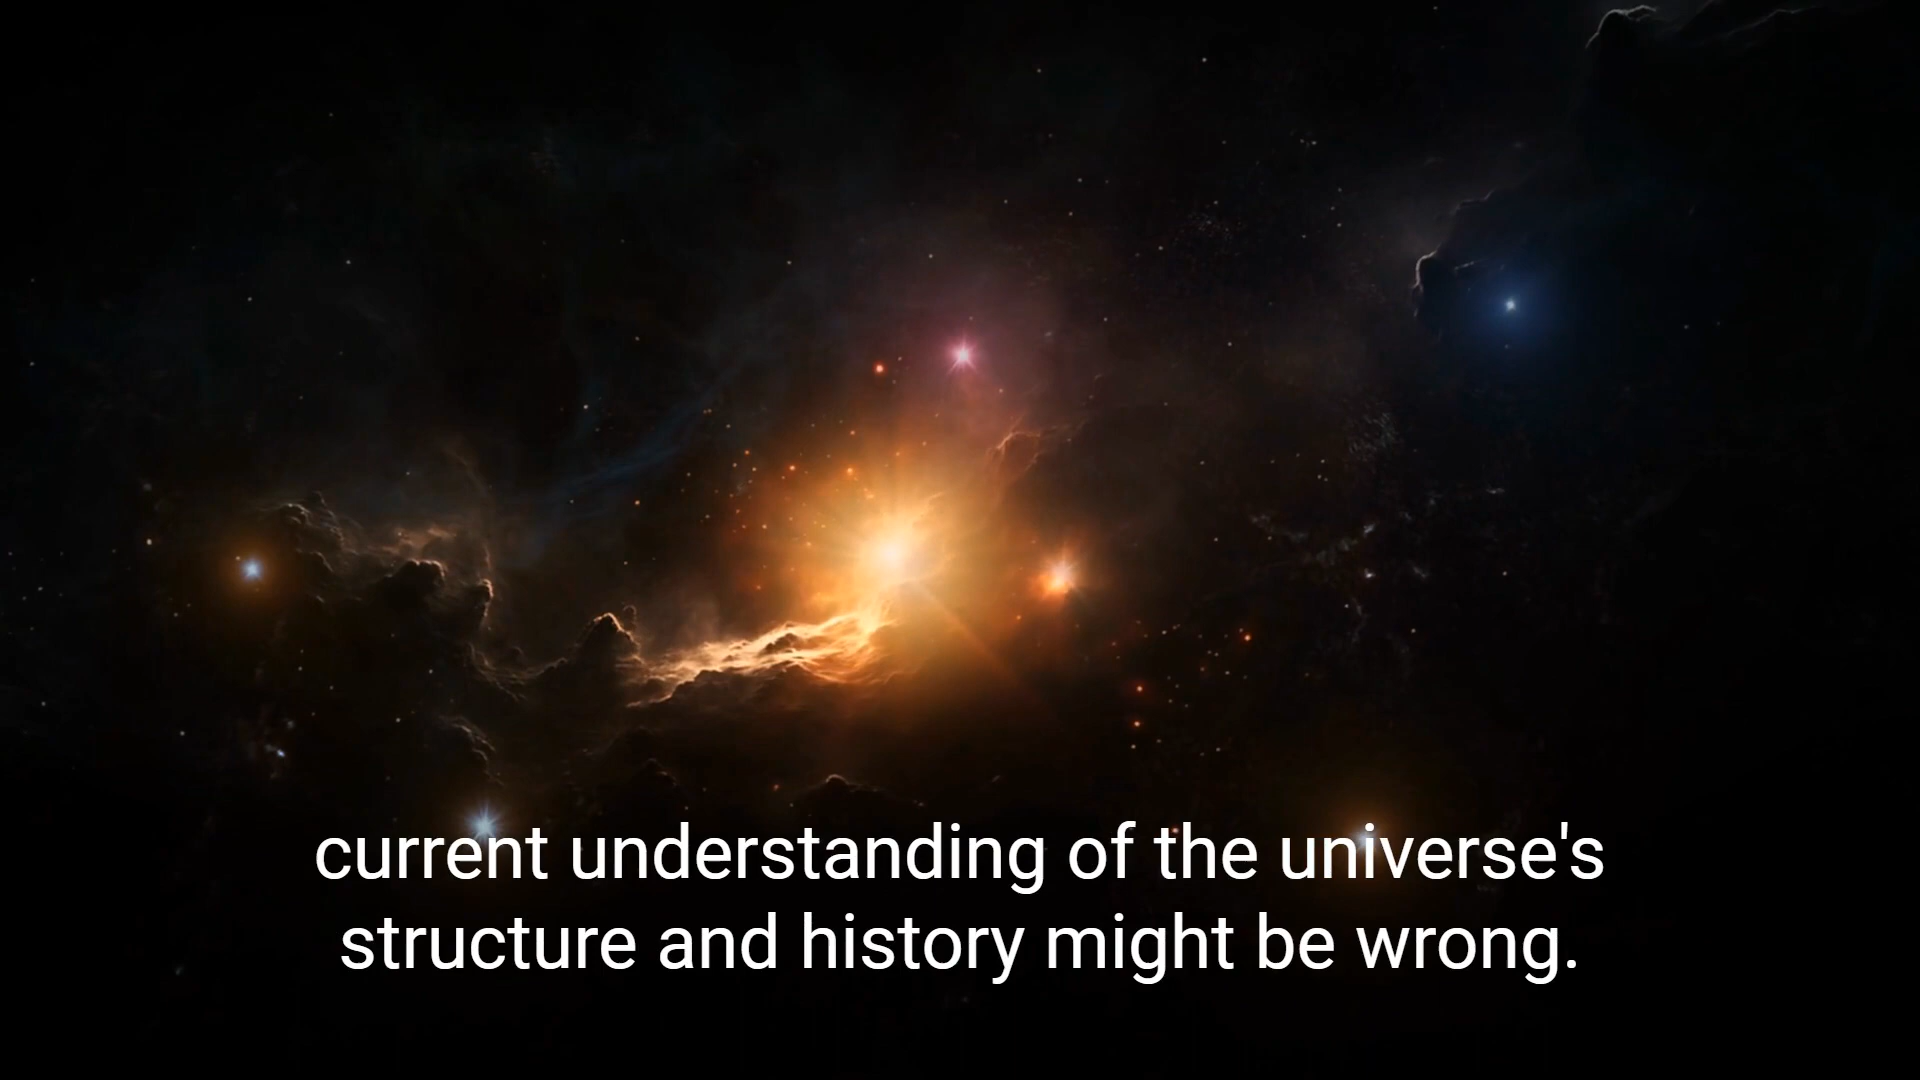 current understanding of the universe's
structure and history might be wrong.